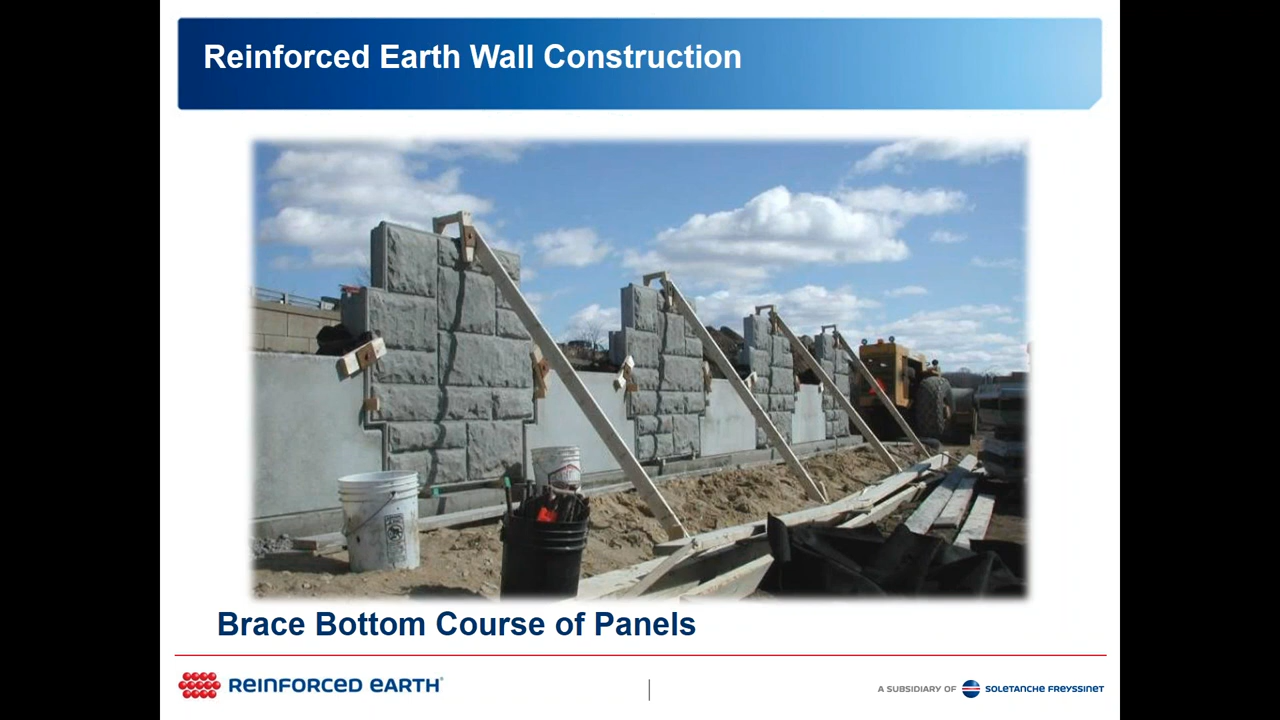 Reinforced Earth Wall Construction
Brace Bottom Course of Panels
REINFORCED EARTH®
A SUBSIDIARY OF SOLETANCHE FREYSSINET